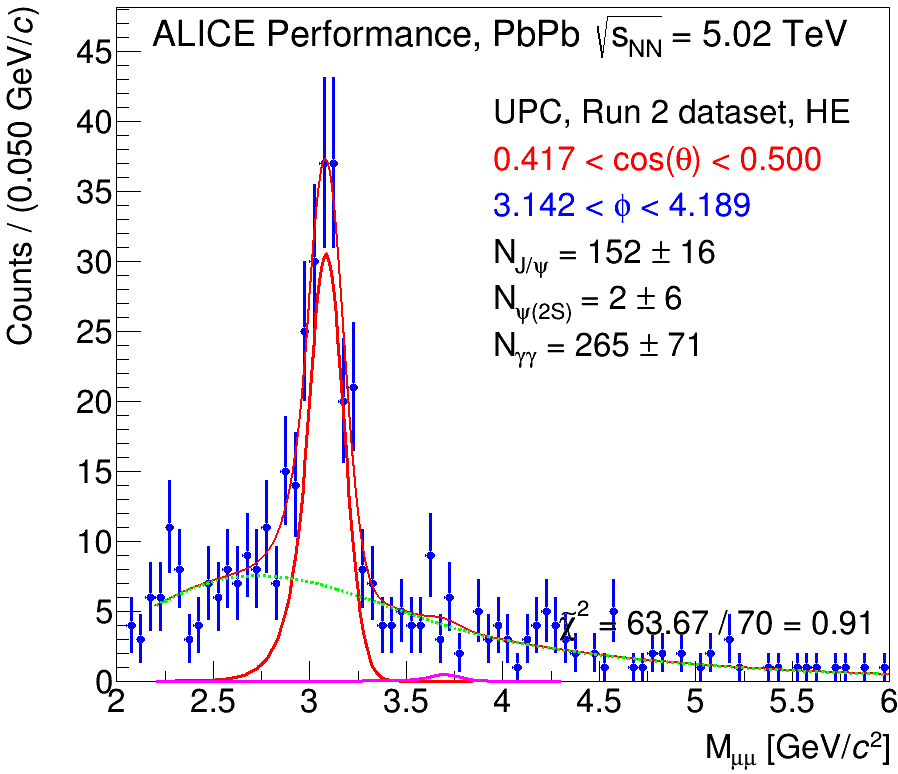 ALICE Performance, PbPb √sNN = 5.02 TeV
UPC, Run 2 dataset, HE
0.417 < cos(θ) < 0.500
3.142 < ϕ < 4.189
NJ/ψ = 152 ± 16
Nψ(2S) = 2 ± 6
Nγγ = 265 ± 71
χ̃2 = 63.67 / 70 = 0.91
Counts / (0.050 GeV/c)
45
40
35
30
25
20
15
10
5
0
2 2.5 3 3.5 4 4.5 5 5.5 6
Mμμ [GeV/c2]